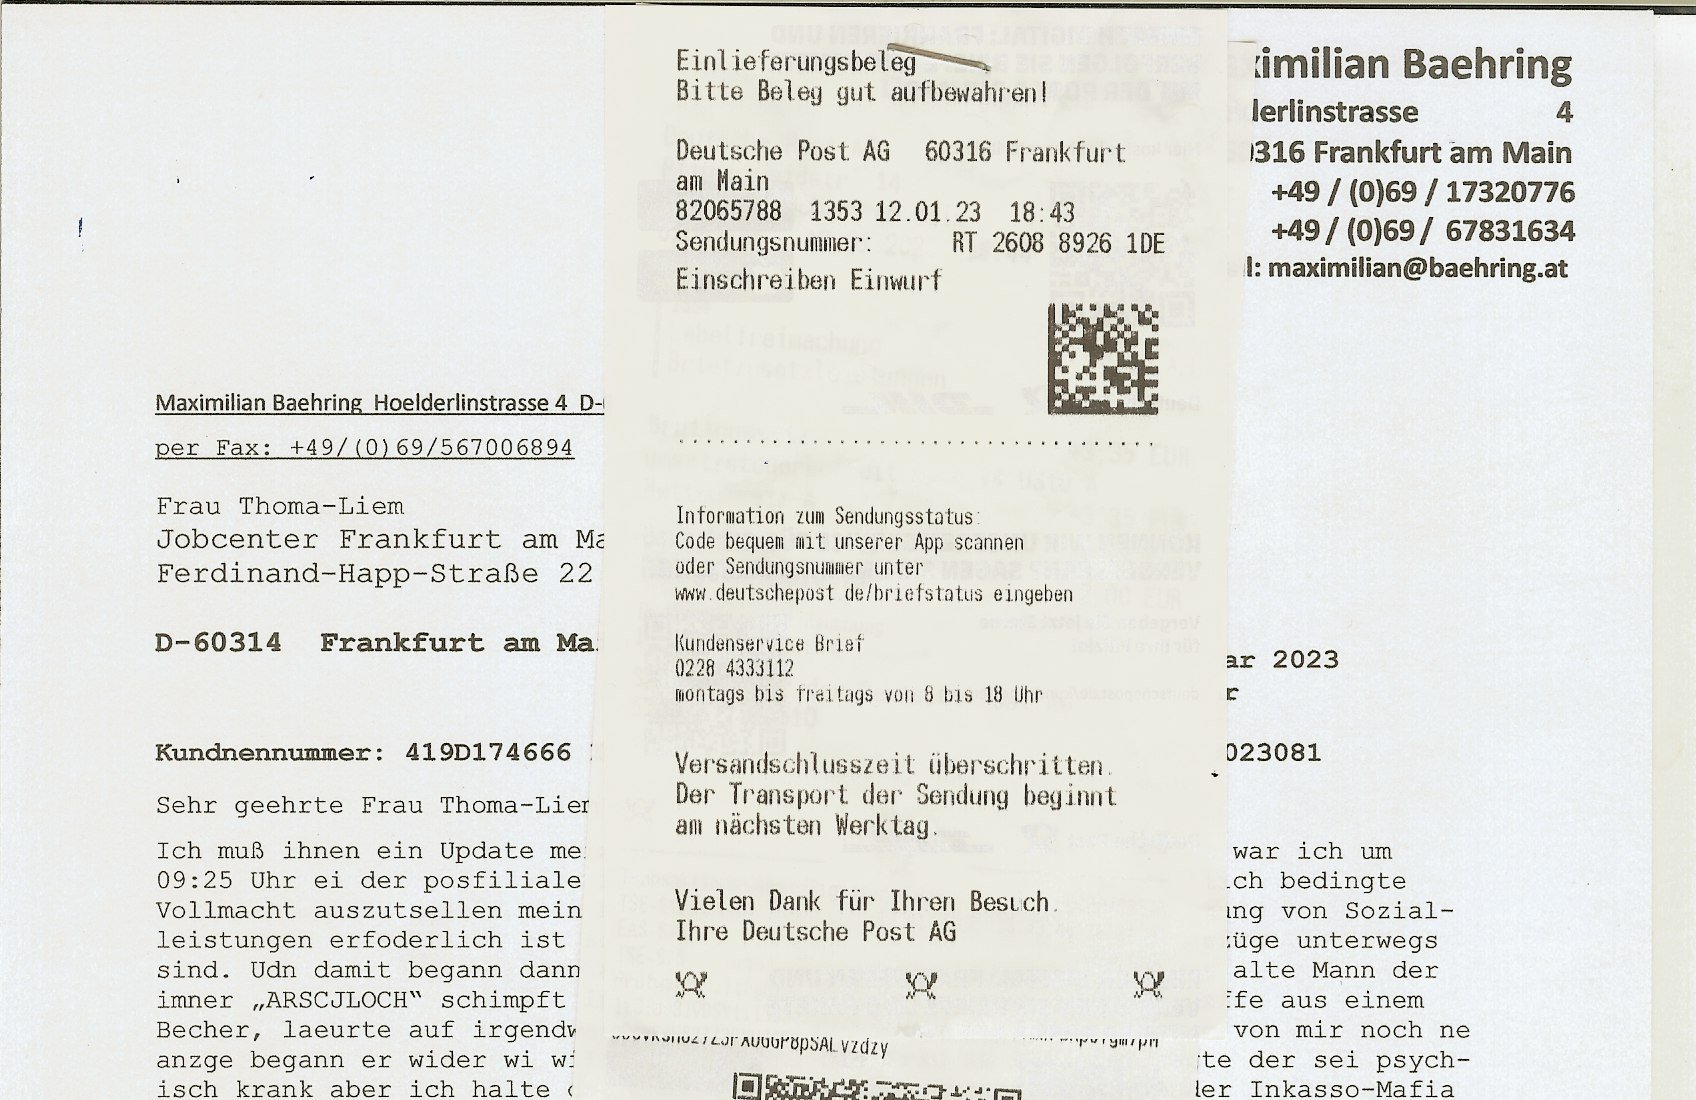 Einlieferungsbeleg
Bitte Beleg gut aufbewahren!
Deutsche Post AG 60316 Frankfurt
am Main
82065788 1353 12.01.23 18:43
Sendungsnummer: RT 2608 8926 1DE
Einschreiben Einwurf
Information zum Sendungsstatus:
Code bequem mit unserer App scannen
oder Sendungsnummer unter
www.deutschepost de/briefstatus eingeben
Kundenservice Brief
0228 4333112
montags bis freitags von 8 bis 18 Uhr
Versandschlusszeit überschritten.
Der Transport der Sendung beginnt
am nächsten Werktag.
Vielen Dank für Ihren Besuch.
Ihre Deutsche Post AG
ximilian Baehring
lerlinstrasse 4
316 Frankfurt am Main
+49 / (0)69 / 17320776
+49 / (0)69 / 67831634
l: maximilian@baehring.at
Maximilian Baehring Hoelderlinstrasse 4 D-
per Fax: +49/(0)69/567006894
Frau Thoma-Liem
Jobcenter Frankfurt am Ma
Ferdinand-Happ-Straße 22
D-60314 Frankfurt am Ma
ar 2023
r
Kundnennummer: 419D174666 023081
Sehr geehrte Frau Thoma-Lie
Ich muß ihnen ein Update me war ich um
09:25 Uhr ei der posfiliale ch bedingte
Vollmacht auszutsellen mein ng von Sozial-
leistungen erfoderlich ist züge unterwegs
sind. Udn damit begann dann alte Mann der
imner „ARSCJLOCH“ schimpft ffe aus einem
Becher, laeurte auf irgendw von mir noch ne
anzge begann er wider wi wi te der sei psych-
isch krank aber ich halte der Inkasso-Mafia